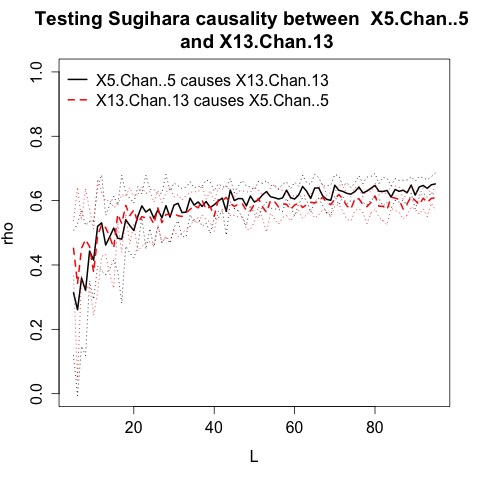 Testing Sugihara causality between  X5.Chan..5
and X13.Chan.13
X5.Chan..5 causes X13.Chan.13
X13.Chan.13 causes X5.Chan..5
rho
1.0
0.8
0.6
0.4
0.2
0.0
20 40 60 80
L